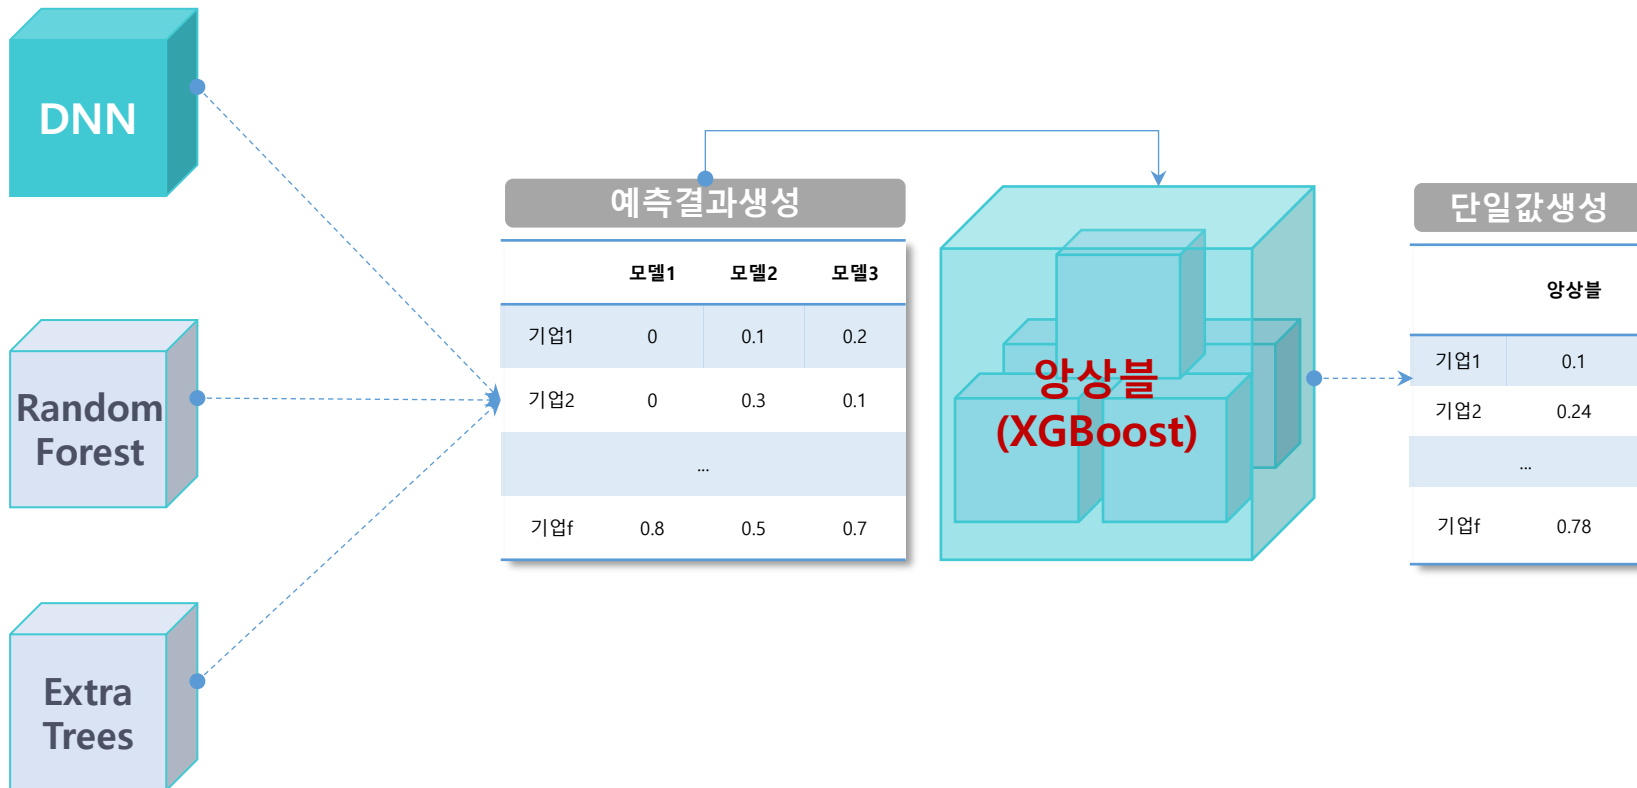 DNN
Random
Forest
Extra
Trees
예측결과생성
모델1 모델2 모델3
기업1 0 0.1 0.2
기업2 0 0.3 0.1
...
기업f 0.8 0.5 0.7
앙상블
(XGBoost)
단일값생성
앙상블
기업1 0.1
기업2 0.24
...
기업f 0.78